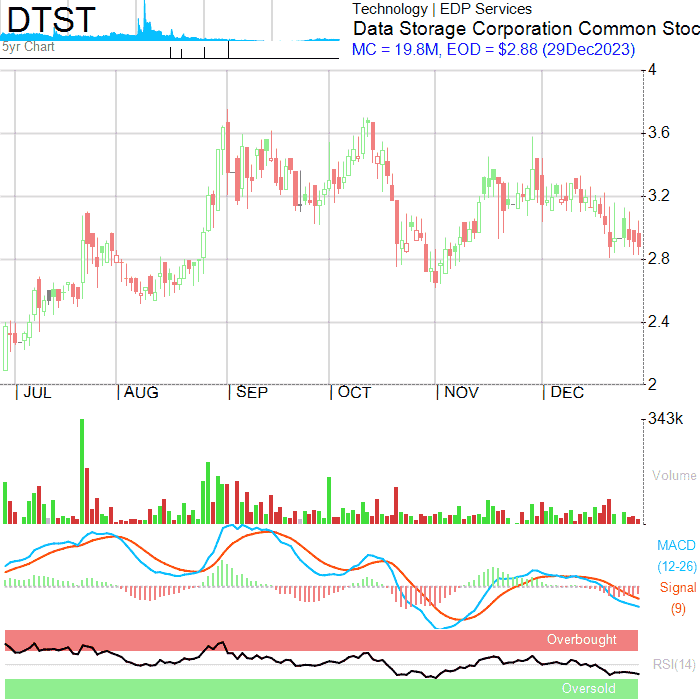 DTST
5yr Chart
Technology | EDP Services
Data Storage Corporation Common Stoc
MC = 19.8M, EOD = $2.88 (29Dec2023)
4
3.6
3.2
2.8
2.4
2
JUL
AUG
SEP
OCT
NOV
DEC
343k
Volume
MACD
(12-26)
Signal
(9)
Overbought
RSI(14)
Oversold